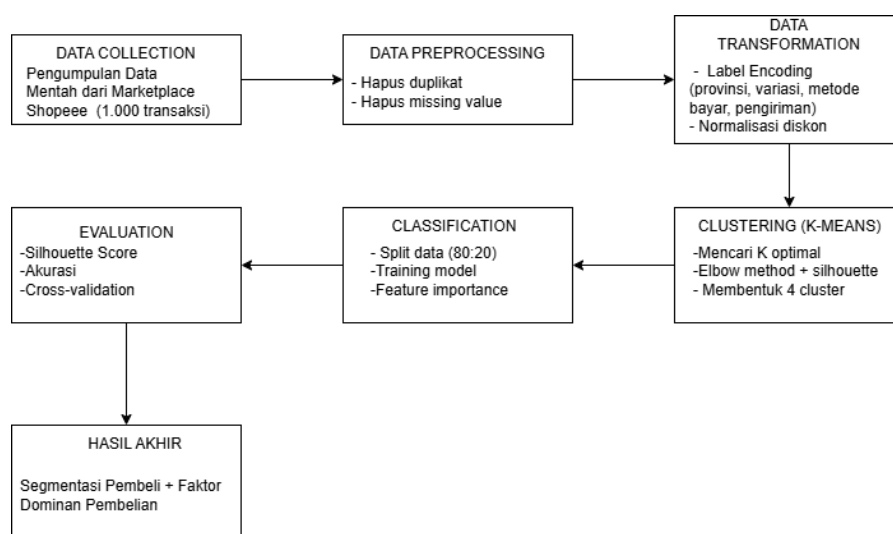 DATA COLLECTION
Pengumpulan Data
Mentah dari Marketplace
Shopeee (1.000 transaksi)
DATA PREPROCESSING
- Hapus duplikat
- Hapus missing value
DATA
TRANSFORMATION
- Label Encoding
(provinsi, variasi, metode
bayar, pengiriman)
- Normalisasi diskon
CLUSTERING (K-MEANS)
-Mencari K optimal
-Elbow method + silhouette
- Membentuk 4 cluster
CLASSIFICATION
- Split data (80:20)
-Training model
-Feature importance
EVALUATION
-Silhouette Score
-Akurasi
-Cross-validation
HASIL AKHIR
Segmentasi Pembeli + Faktor
Dominan Pembelian